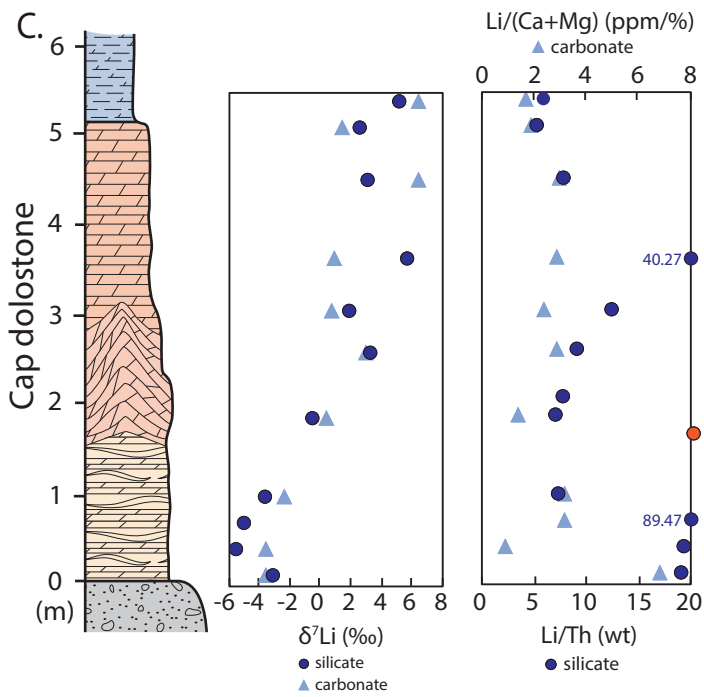 C.
Li/(Ca+Mg) (ppm/%)
carbonate
0 2 4 6 8
6
5
4
3
2
1
0
(m)
Cap dolostone
40.27
89.47
-6 -4 -2 0 2 4 6 8
δ⁷Li (‰)
silicate
carbonate
0 5 10 15 20
Li/Th (wt)
silicate